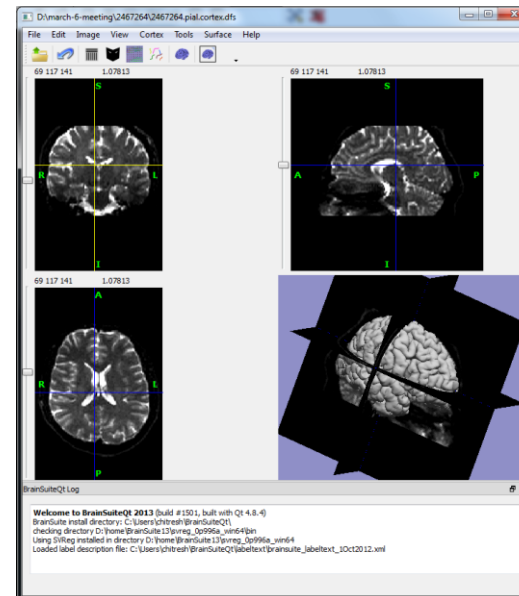 D:\march-6-meeting\2467264\2467264.pial.cortex.dfs
File Edit Image View Cortex Tools Surface Help
69 117 141 1.07813
69 117 141 1.07813
S
S
R
L
A
P
I
I
69 117 141 1.07813
A
R
L
P
BrainSuiteQt Log
Welcome to BrainSuiteQt 2013 (build #1501, built with Qt 4.8.4)
BrainSuite install directory: C:\Users\chitresh\BrainSuiteQt\
checking directory D:\home\BrainSuite13\svreg_0p996a_win64\bin
Using SVReg installed in directory D:\home\BrainSuite13\svreg_0p996a_win64
Loaded label description file: C:\Users\chitresh\BrainSuiteQt\labeltext\brainsuite_labeltext_1Oct2012.xml